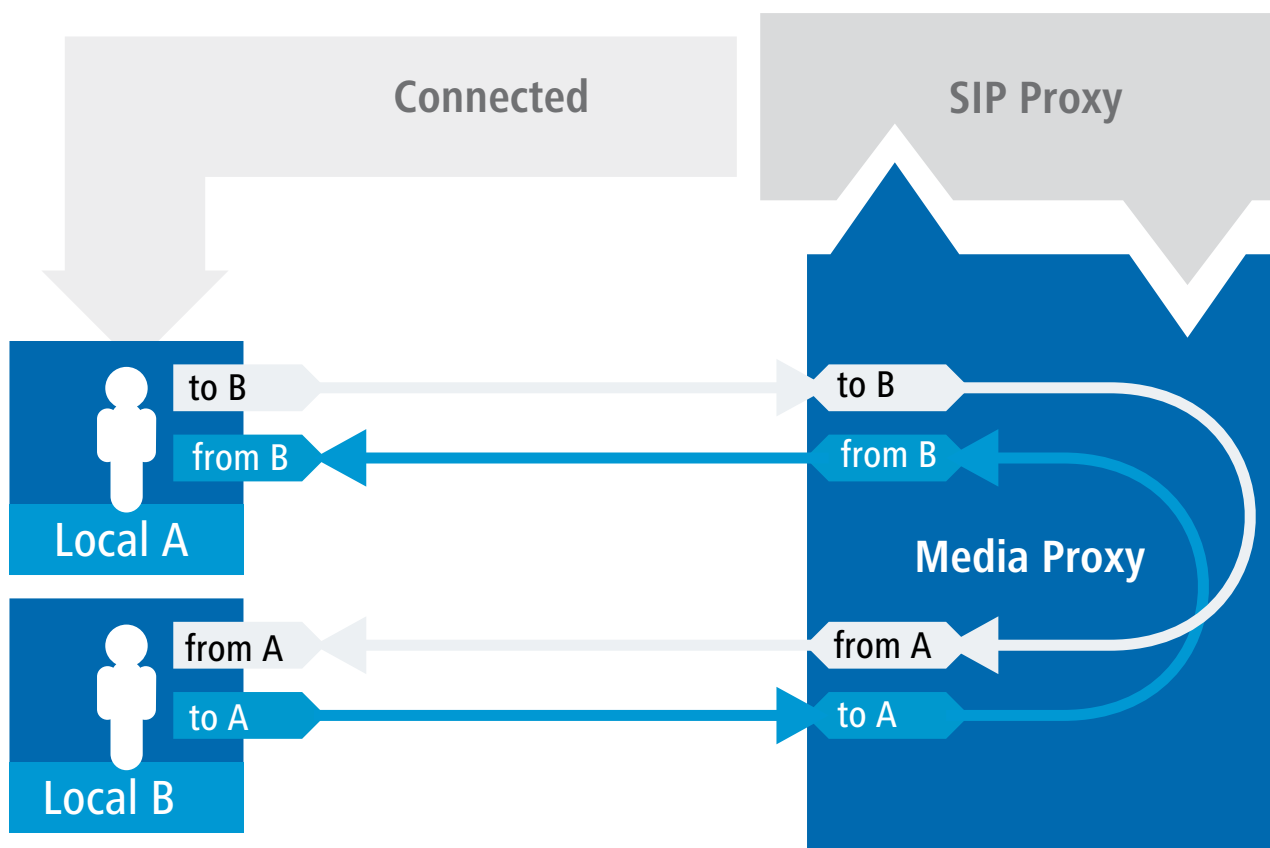 Connected
SIP Proxy
to B
to B
from B
from B
Local A
Media Proxy
from A
from A
to A
to A
Local B